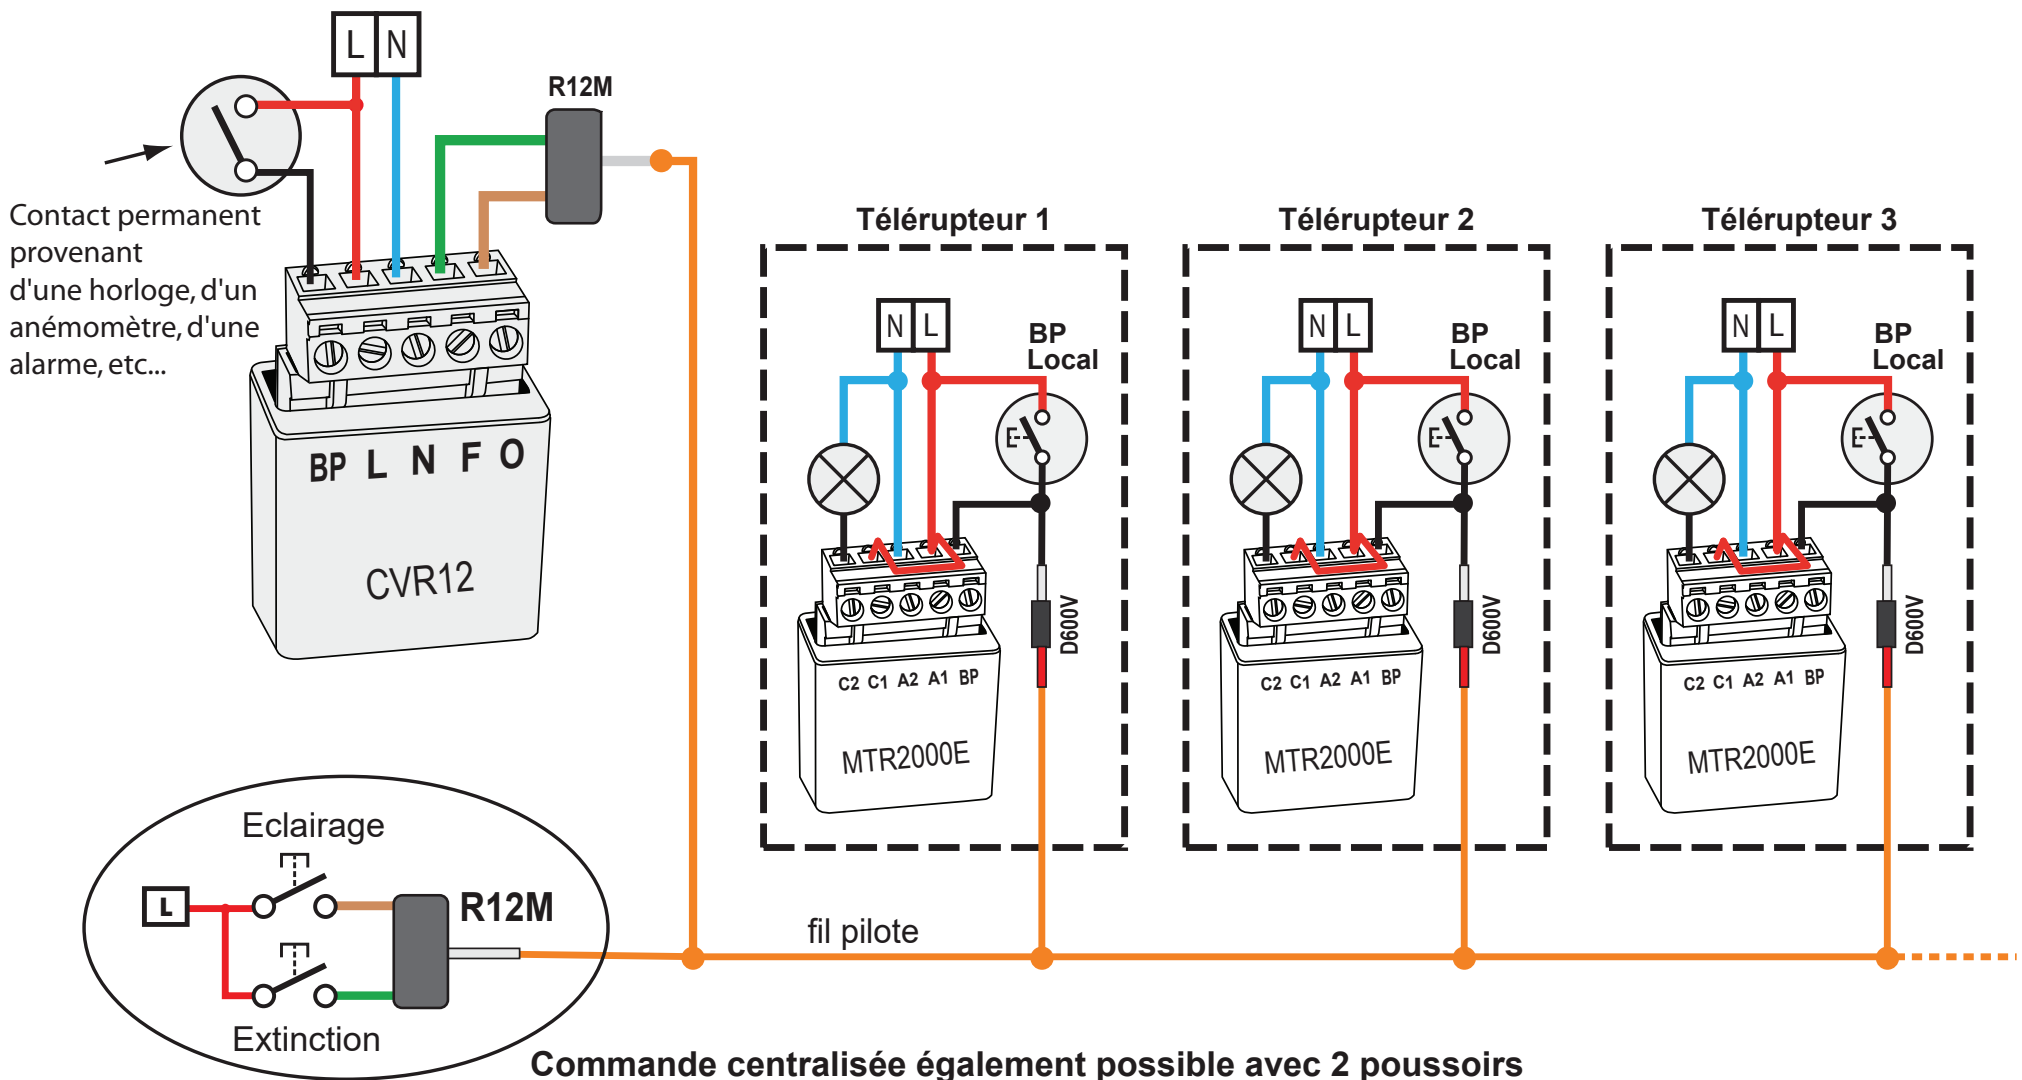 L N
R12M
Contact permanent
provenant
d'une horloge, d'un
anémomètre, d'une
alarme, etc...
BP L N F O
CVR12
Télérupteur 1
N L
BP
Local
D600V
C2 C1 A2 A1 BP
MTR2000E
Télérupteur 2
N L
BP
Local
D600V
C2 C1 A2 A1 BP
MTR2000E
Télérupteur 3
N L
BP
Local
D600V
C2 C1 A2 A1 BP
MTR2000E
Eclairage
L
R12M
Extinction
fil pilote
Commande centralisée également possible avec 2 poussoirs